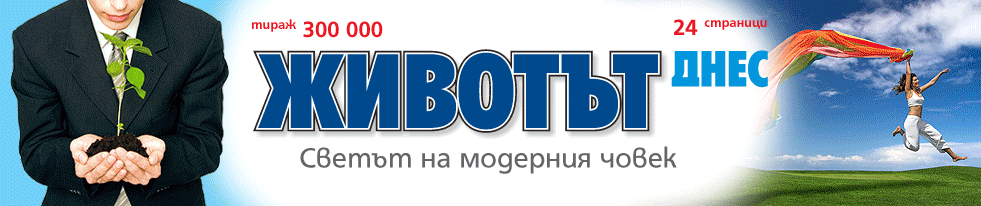 тираж 300 000
24 страници
ЖИВОТЪТ ДНЕС
Светът на модерния човек